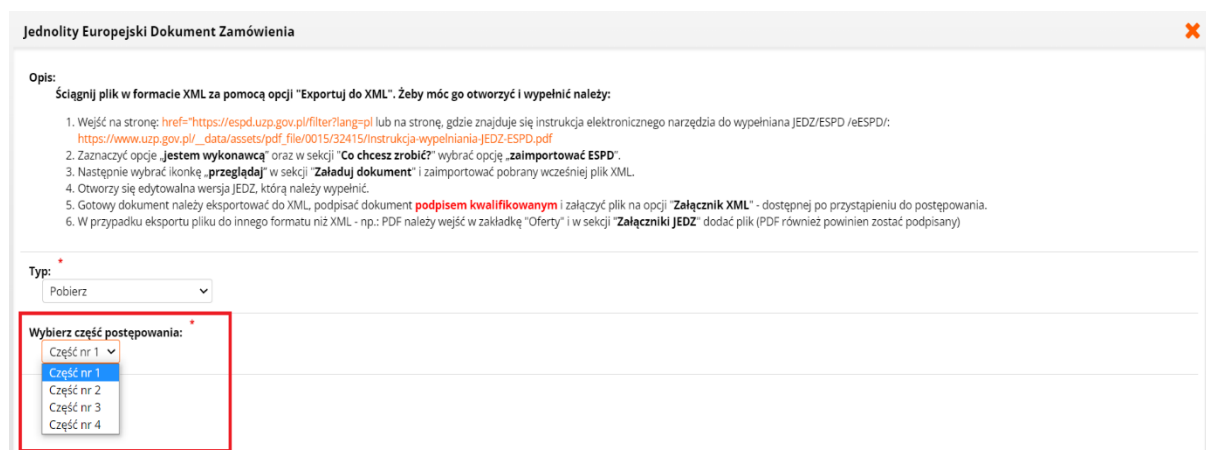 Jednolity Europejski Dokument Zamówienia
Opis:
Ściągnij plik w formacie XML za pomocą opcji "Exportuj do XML". Żeby móc go otworzyć i wypełnić należy:
1. Wejść na stronę: href="https://espd.uzp.gov.pl/filter?lang=pl lub na stronę, gdzie znajduje się instrukcja elektronicznego narzędzia do wypełniana JEDZ/ESPD /eESPD/:
https://www.uzp.gov.pl/__data/assets/pdf_file/0015/32415/Instrukcja-wypelniania-JEDZ-ESPD.pdf
2. Zaznaczyć opcje „jestem wykonawcą" oraz w sekcji "Co chcesz zrobić?" wybrać opcję „zaimportować ESPD".
3. Następnie wybrać ikonkę „przeglądaj" w sekcji "Załaduj dokument" i zaimportować pobrany wcześniej plik XML.
4. Otworzy się edytowalna wersja JEDZ, którą należy wypełnić.
5. Gotowy dokument należy eksportować do XML, podpisać dokument podpisem kwalifikowanym i załączyć plik na opcji "Załącznik XML" - dostępnej po przystąpieniu do postępowania.
6. W przypadku eksportu pliku do innego formatu niż XML - np.: PDF należy wejść w zakładkę "Oferty" i w sekcji "Załączniki JEDZ" dodać plik (PDF również powinien zostać podpisany)
Typ: *
Pobierz
Wybierz część postępowania: *
Część nr 1
Część nr 1
Część nr 2
Część nr 3
Część nr 4